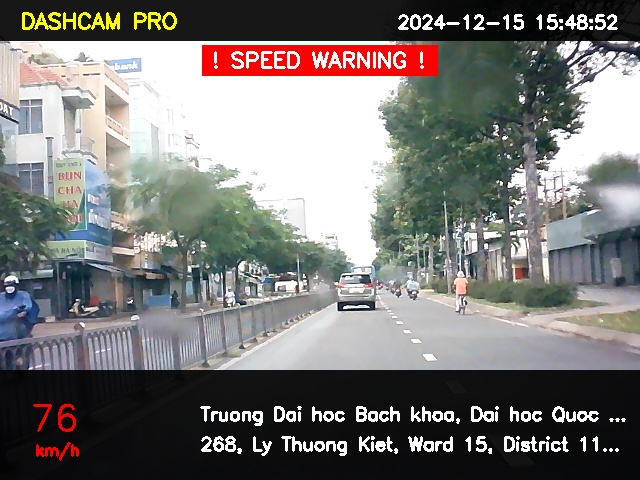 DASHCAM PRO
2024-12-15 15:48:52
! SPEED WARNING !
bank
BUN
CHA
76
km/h
Truong Dai hoc Bach khoa, Dai hoc Quoc ...
268, Ly Thuong Kiet, Ward 15, District 11...